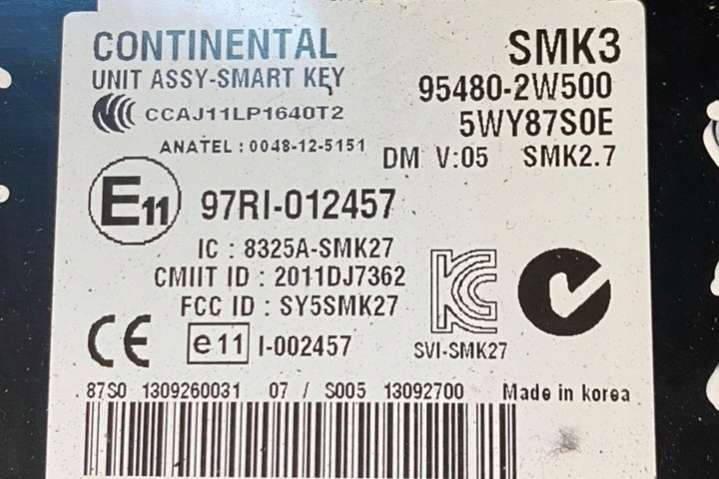 CONTINENTAL SMK3
UNIT ASSY-SMART KEY 95480-2W500
CCAJ11LP1640T2 5WY87S0E
ANATEL : 0048-12-5151 DM V:05 SMK2.7
E11 97RI-012457
IC : 8325A-SMK27
CMIIT ID : 2011DJ7362
FCC ID : SY5SMK27
CE e11 I-002457 SVI-SMK27
87S0 1309260031 07 / S005 13092700 Made in korea